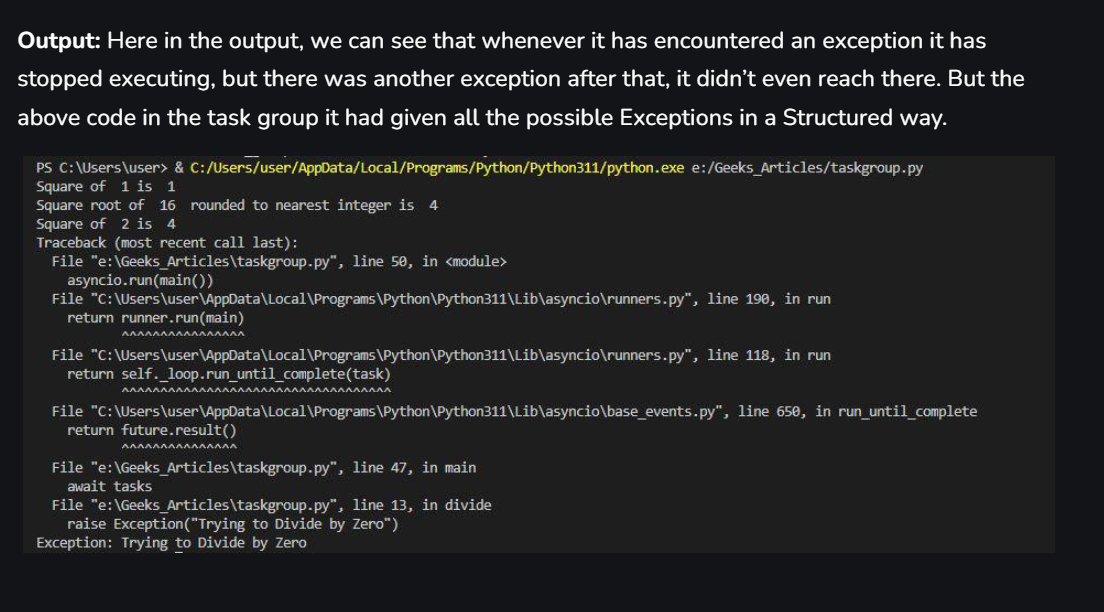 Output: Here in the output, we can see that whenever it has encountered an exception it has
stopped executing, but there was another exception after that, it didn’t even reach there. But the
above code in the task group it had given all the possible Exceptions in a Structured way.
PS C:\Users\user> & C:/Users/user/AppData/Local/Programs/Python/Python311/python.exe e:/Geeks_Articles/taskgroup.py
Square of  1 is  1
Square root of  16  rounded to nearest integer is  4
Square of  2 is  4
Traceback (most recent call last):
  File "e:\Geeks_Articles\taskgroup.py", line 50, in <module>
    asyncio.run(main())
  File "C:\Users\user\AppData\Local\Programs\Python\Python311\Lib\asyncio\runners.py", line 190, in run
    return runner.run(main)
           ^^^^^^^^^^^^^^^^
  File "C:\Users\user\AppData\Local\Programs\Python\Python311\Lib\asyncio\runners.py", line 118, in run
    return self._loop.run_until_complete(task)
           ^^^^^^^^^^^^^^^^^^^^^^^^^^^^^^^^^^^
  File "C:\Users\user\AppData\Local\Programs\Python\Python311\Lib\asyncio\base_events.py", line 650, in run_until_complete
    return future.result()
           ^^^^^^^^^^^^^^^
  File "e:\Geeks_Articles\taskgroup.py", line 47, in main
    await tasks
  File "e:\Geeks_Articles\taskgroup.py", line 13, in divide
    raise Exception("Trying to Divide by Zero")
Exception: Trying to Divide by Zero